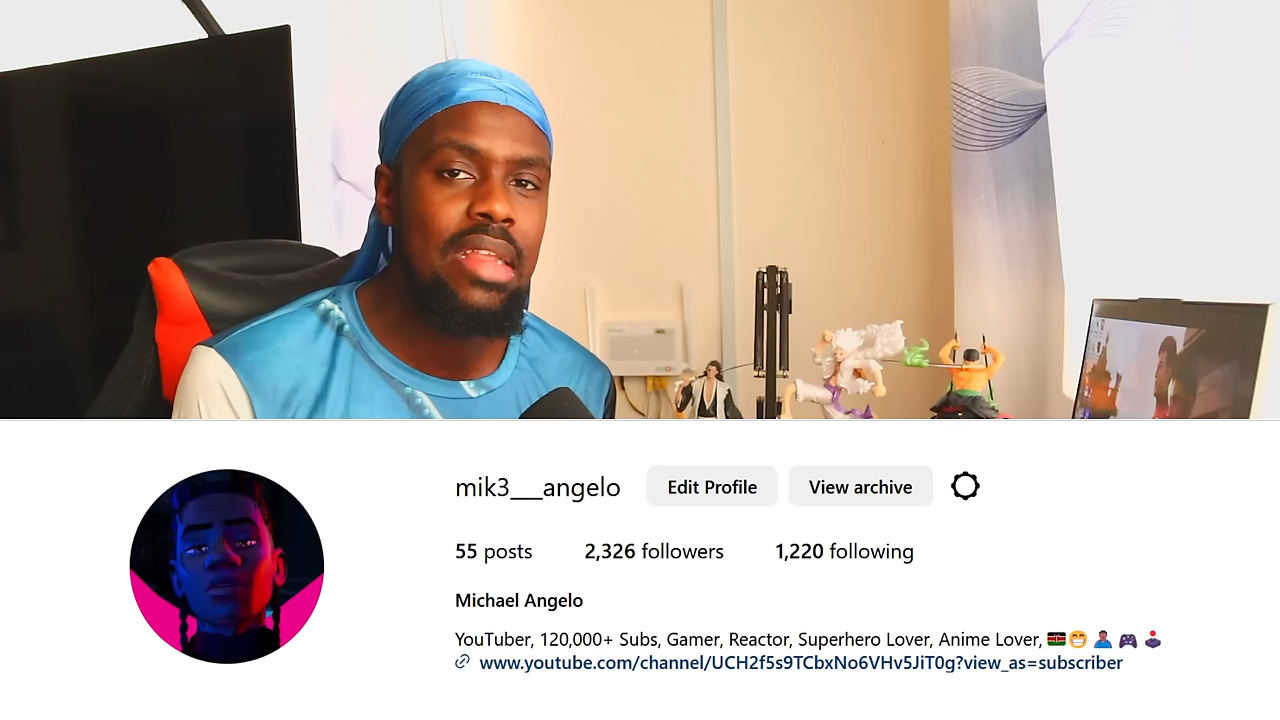 mik3___angelo Edit Profile View archive
55 posts 2,326 followers 1,220 following
Michael Angelo
YouTuber, 120,000+ Subs, Gamer, Reactor, Superhero Lover, Anime Lover, 🇰🇪😁🤦🏿‍♂️🎮🕹️
www.youtube.com/channel/UCH2f5s9TCbxNo6VHv5JiT0g?view_as=subscriber